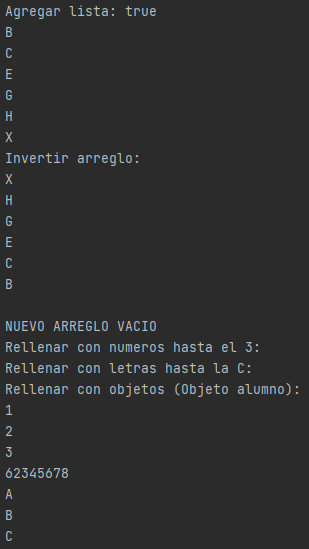 Agregar lista: true
B
C
E
G
H
X
Invertir arreglo:
X
H
G
E
C
B
NUEVO ARREGLO VACIO
Rellenar con numeros hasta el 3:
Rellenar con letras hasta la C:
Rellenar con objetos (Objeto alumno):
1
2
3
62345678
A
B
C